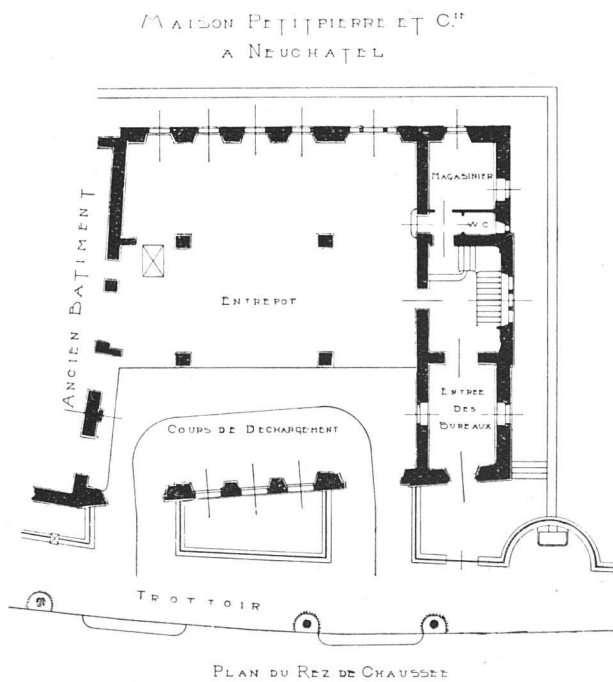 MAISON PETITPIERRE ET CIE
A NEUCHATEL
MAGASINIER
WC
ANCIEN BATIMENT
ENTREPOT
ENTREE
DES
BUREAUX
COURS DE DECHARGEMENT
TROTTOIR
PLAN DU REZ DE CHAUSSEE